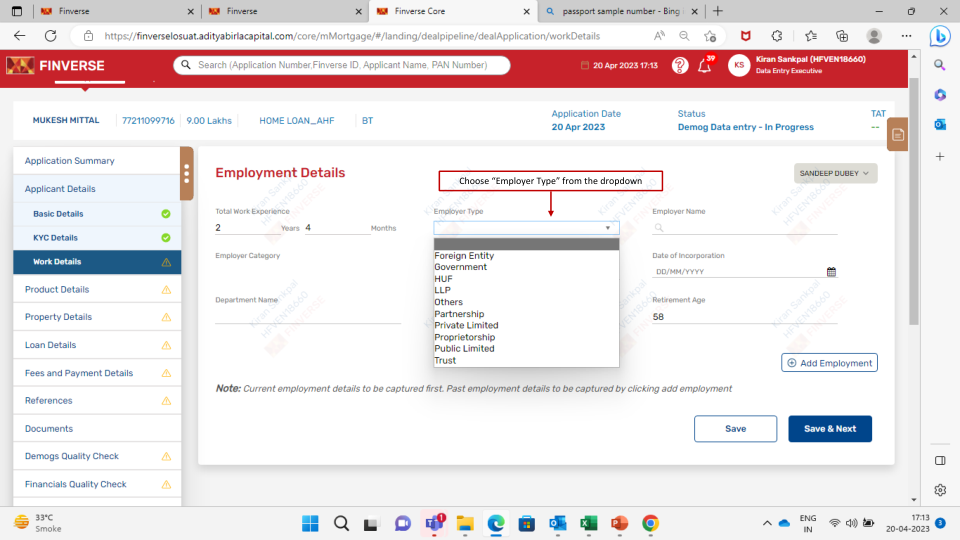 Finverse
Finverse
Finverse Core
passport sample number - Bing
https://finverselosuat.adityabirlacapital.com/core/mMortgage/#/landing/dealpipeline/dealApplication/workDetails
FINVERSE
Search (Application Number,Finverse ID, Applicant Name, PAN Number)
20 Apr 2023 17:13
39
KS
Kiran Sankpal (HFVEN18660)
Data Entry Executive
MUKESH MITTAL
77211099716
9.00 Lakhs
HOME LOAN_AHF
BT
Application Date
20 Apr 2023
Status
Demog Data entry - In Progress
TAT
--
Application Summary
Applicant Details
Basic Details
KYC Details
Work Details
Product Details
Property Details
Loan Details
Fees and Payment Details
References
Documents
Demogs Quality Check
Financials Quality Check
Employment Details
Choose “Employer Type” from the dropdown
SANDEEP DUBEY
Total Work Experience
2 Years 4 Months
Employer Type
Employer Name
Foreign Entity
Government
HUF
LLP
Others
Partnership
Private Limited
Proprietorship
Public Limited
Trust
Employer Category
Date of Incorporation
DD/MM/YYYY
Department Name
Retirement Age
58
Add Employment
Note: Current employment details to be captured first. Past employment details to be captured by clicking add employment
Save
Save & Next
Kiran Sankpal
HFVEN18660
FINVERSE
33°C
Smoke
1
ENG
IN
17:13
20-04-2023
3